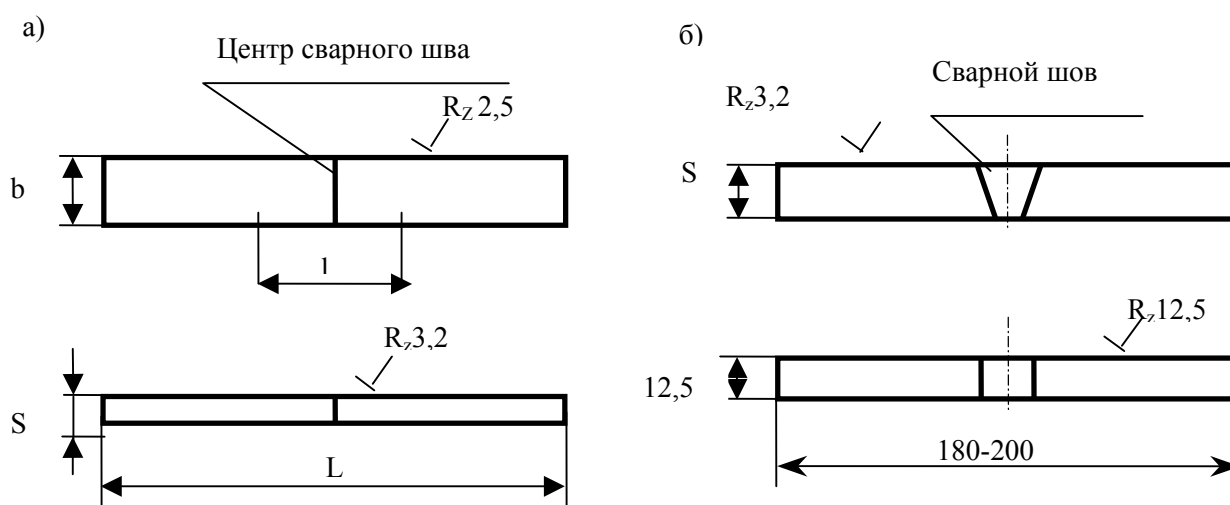 а)
Центр сварного шва
R_Z 2,5
b
l
R_z3,2
S
L
б)
Сварной шов
R_z3,2
S
R_z12,5
12,5
180-200